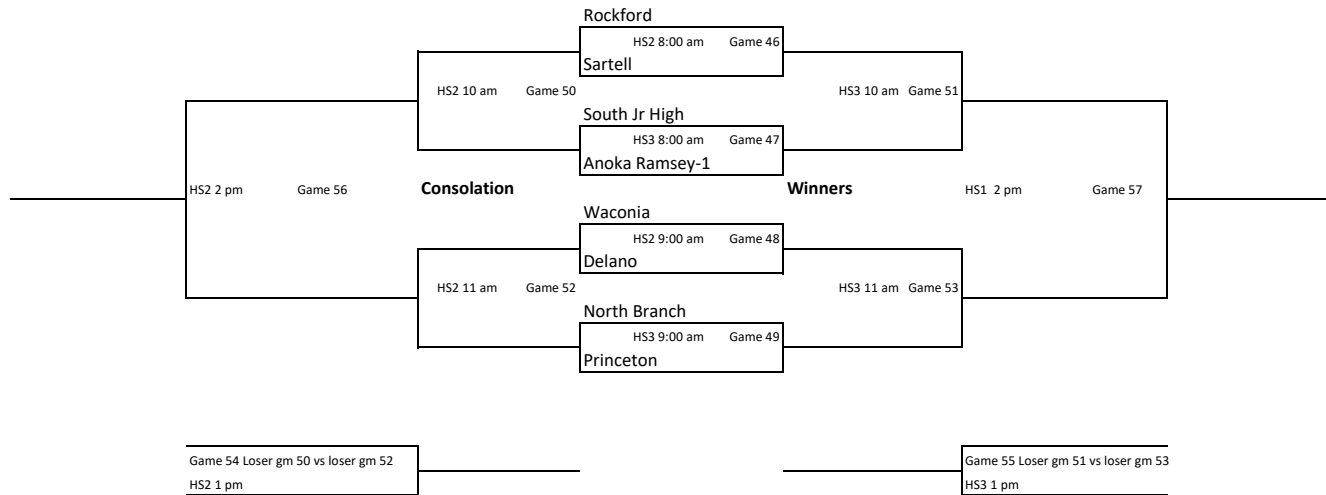 Rockford
HS2 8:00 am Game 46
Sartell
HS2 10 am Game 50
HS3 10 am Game 51
South Jr High
HS3 8:00 am Game 47
Anoka Ramsey-1
HS2 2 pm Game 56 Consolation Winners HS1 2 pm Game 57
Waconia
HS2 9:00 am Game 48
Delano
HS2 11 am Game 52
HS3 11 am Game 53
North Branch
HS3 9:00 am Game 49
Princeton
Game 54 Loser gm 50 vs loser gm 52
HS2 1 pm
Game 55 Loser gm 51 vs loser gm 53
HS3 1 pm